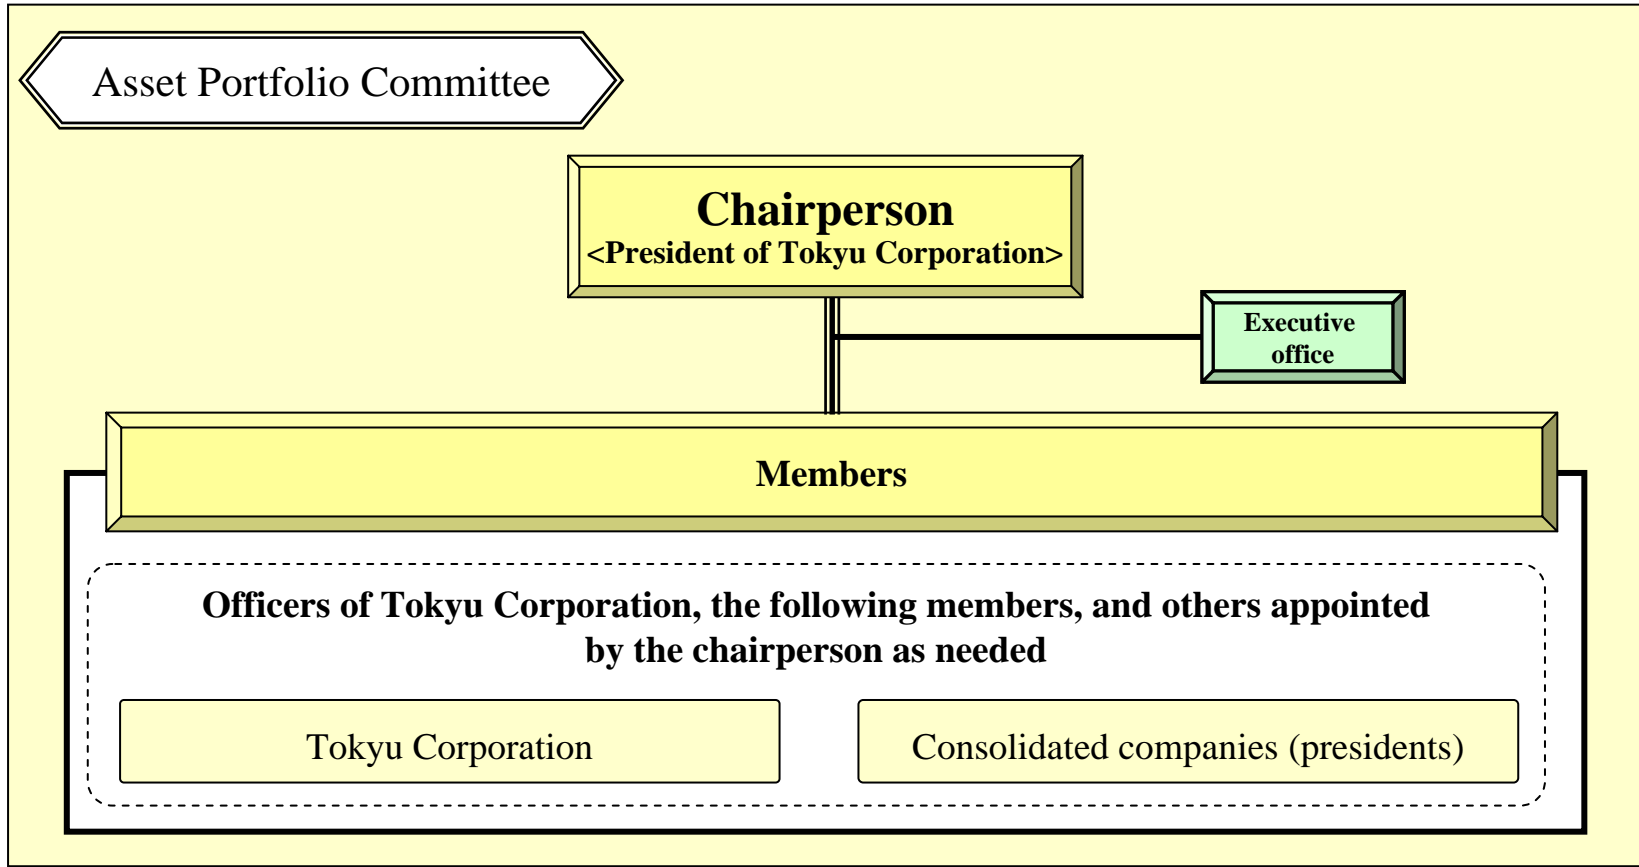 Asset Portfolio Committee
Chairperson
<President of Tokyu Corporation>
Executive
office
Members
Officers of Tokyu Corporation, the following members, and others appointed
by the chairperson as needed
Tokyu Corporation
Consolidated companies (presidents)